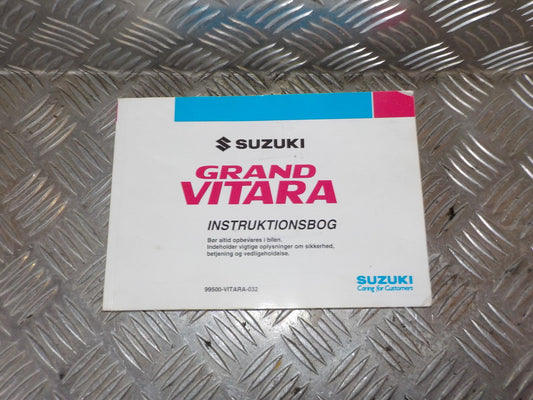 SUZUKI
GRAND
VITARA
INSTRUKTIONSBOG
Bør altid opbevares i bilen.
Indeholder vigtige oplysninger om sikkerhed,
betjening og vedligeholdelse.
99500-VITARA-032
SUZUKI
Caring for Customers